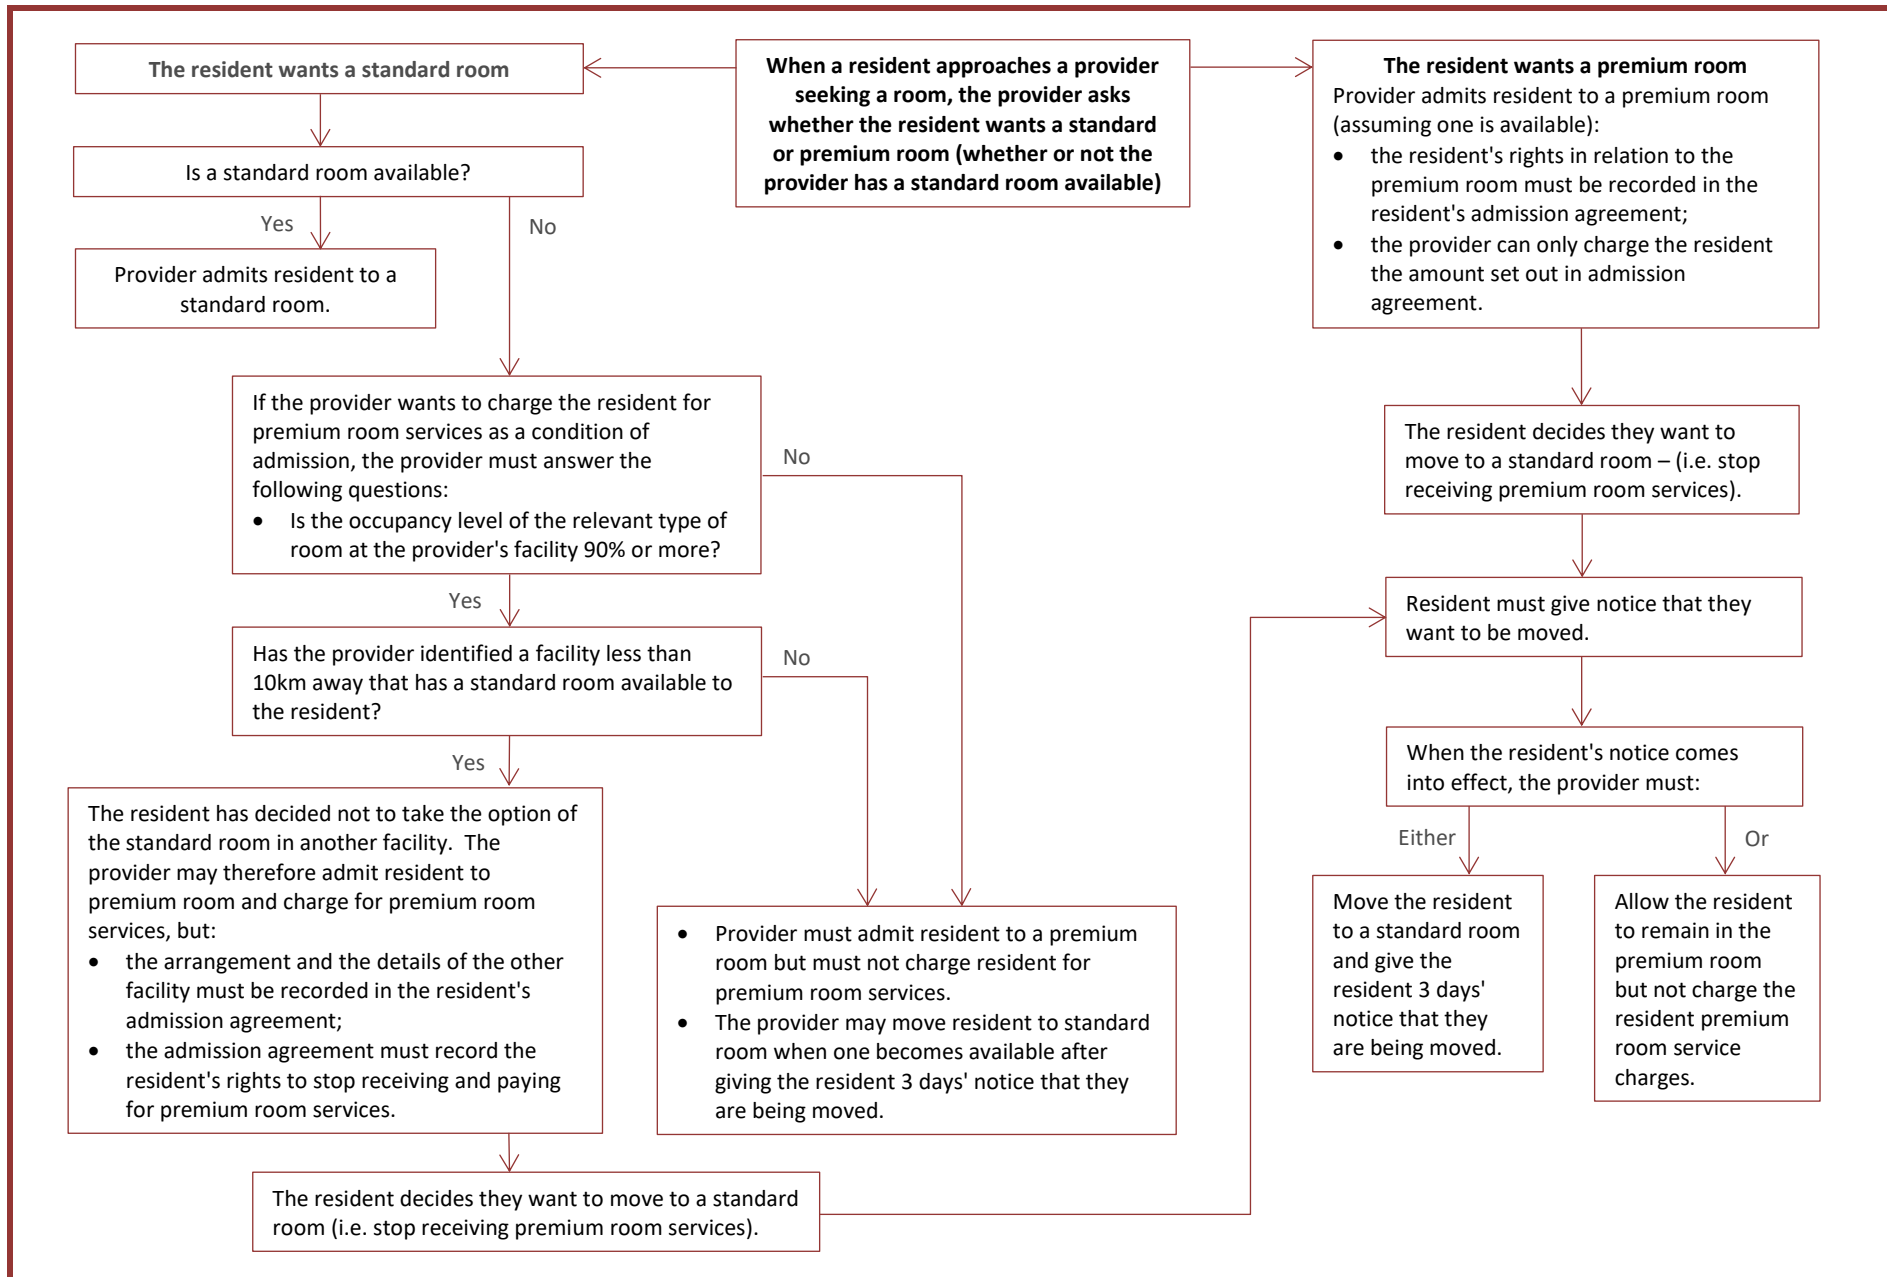 When a resident approaches a provider
seeking a room, the provider asks
whether the resident wants a standard
or premium room (whether or not the
provider has a standard room available)
The resident wants a standard room
Is a standard room available?
Yes
No
Provider admits resident to a
standard room.
If the provider wants to charge the resident for
premium room services as a condition of
admission, the provider must answer the
following questions:
• Is the occupancy level of the relevant type of
room at the provider's facility 90% or more?
No
Yes
Has the provider identified a facility less than
10km away that has a standard room available to
the resident?
No
Yes
The resident has decided not to take the option of
the standard room in another facility.  The
provider may therefore admit resident to
premium room and charge for premium room
services, but:
• the arrangement and the details of the other
facility must be recorded in the resident's
admission agreement;
• the admission agreement must record the
resident's rights to stop receiving and paying
for premium room services.
• Provider must admit resident to a premium
room but must not charge resident for
premium room services.
• The provider may move resident to standard
room when one becomes available after
giving the resident 3 days' notice that they
are being moved.
The resident decides they want to move to a standard
room (i.e. stop receiving premium room services).
The resident wants a premium room
Provider admits resident to a premium room
(assuming one is available):
• the resident's rights in relation to the
premium room must be recorded in the
resident's admission agreement;
• the provider can only charge the resident
the amount set out in admission
agreement.
The resident decides they want to
move to a standard room – (i.e. stop
receiving premium room services).
Resident must give notice that they
want to be moved.
When the resident's notice comes
into effect, the provider must:
Either
Or
Move the resident
to a standard room
and give the
resident 3 days'
notice that they
are being moved.
Allow the resident
to remain in the
premium room
but not charge the
resident premium
room service
charges.